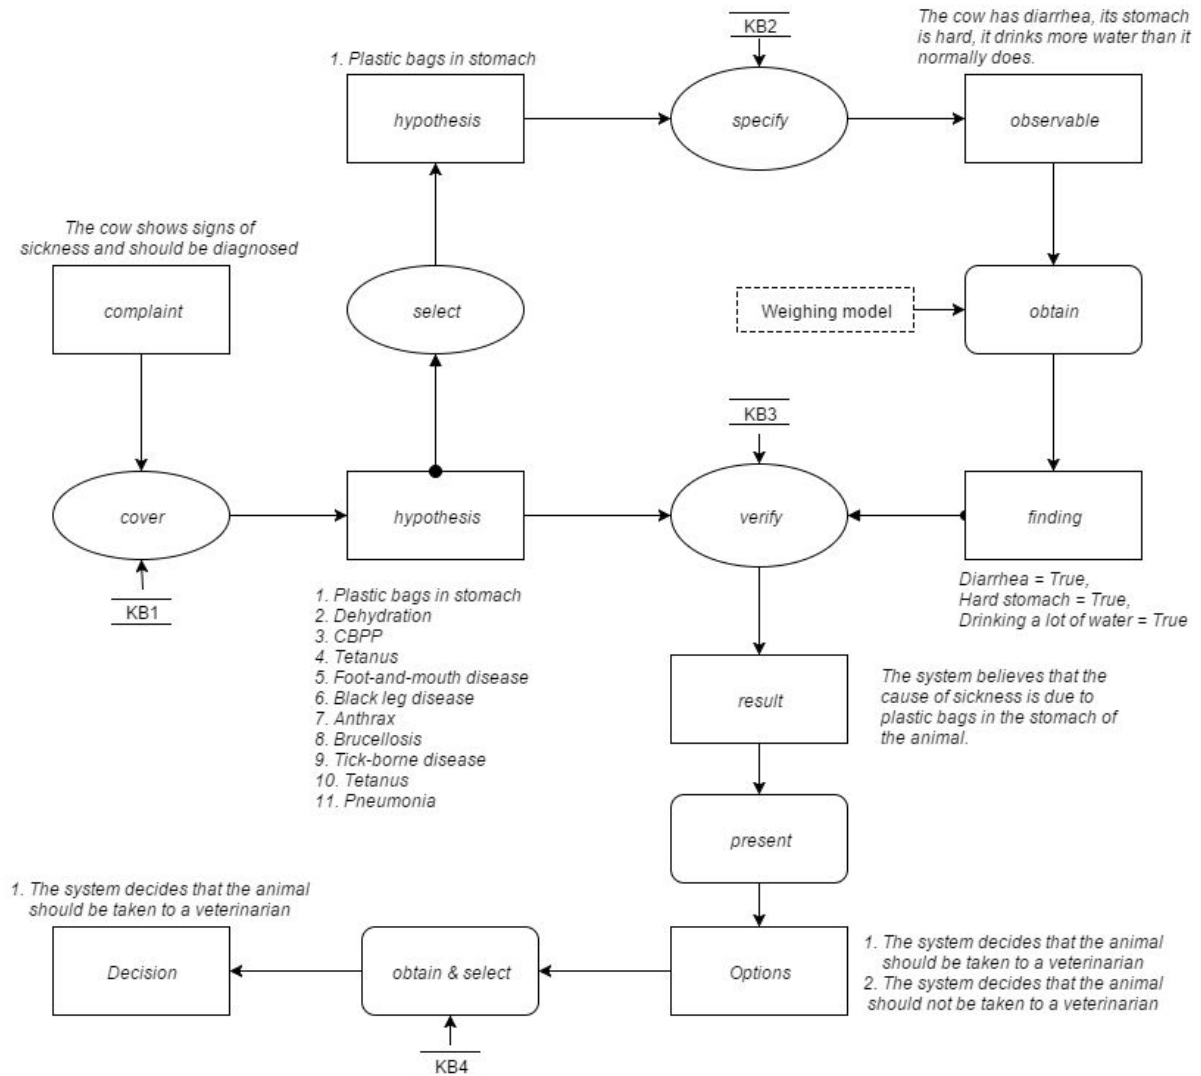 KB2
The cow has diarrhea, its stomach
is hard, it drinks more water than it
normally does.
1. Plastic bags in stomach
hypothesis
specify
observable
The cow shows signs of
sickness and should be diagnosed
complaint
select
Weighing model
obtain
KB3
cover
hypothesis
verify
finding
KB1
1. Plastic bags in stomach
2. Dehydration
3. CBPP
4. Tetanus
5. Foot-and-mouth disease
6. Black leg disease
7. Anthrax
8. Brucellosis
9. Tick-borne disease
10. Tetanus
11. Pneumonia
Diarrhea = True,
Hard stomach = True,
Drinking a lot of water = True
result
The system believes that the
cause of sickness is due to
plastic bags in the stomach of
the animal.
present
1. The system decides that the animal
should be taken to a veterinarian
Decision
obtain & select
Options
1. The system decides that the animal
should be taken to a veterinarian
2. The system decides that the animal
should not be taken to a veterinarian
KB4